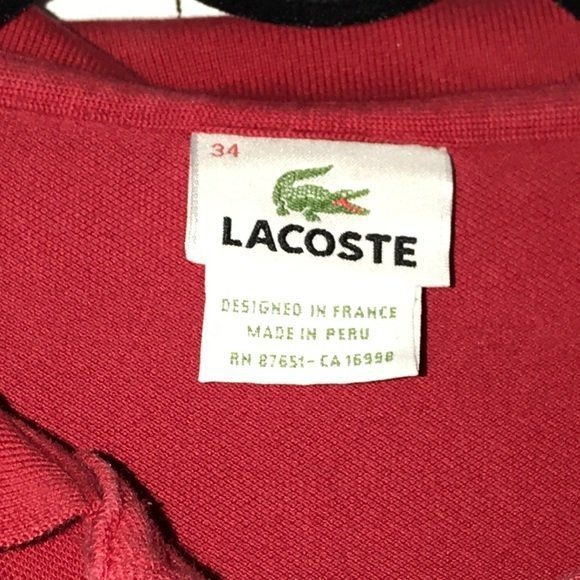 34
LACOSTE
DESIGNED IN FRANCE
MADE IN PERU
RN 87651-CA 16998